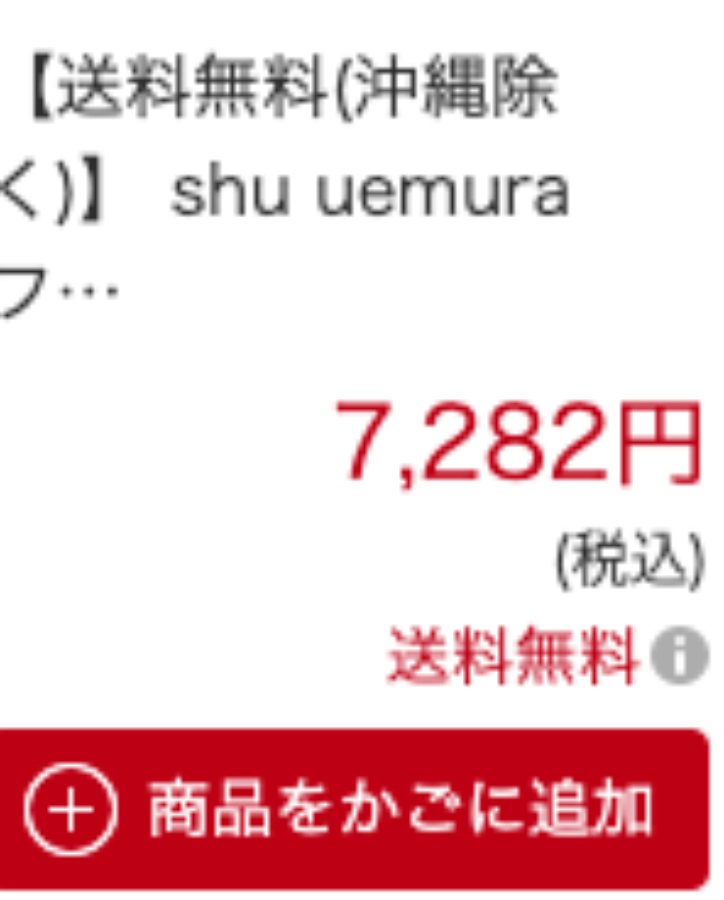 【送料無料(沖縄除
く)】 shu uemura
フ…
7,282円
(税込)
送料無料
商品をかごに追加